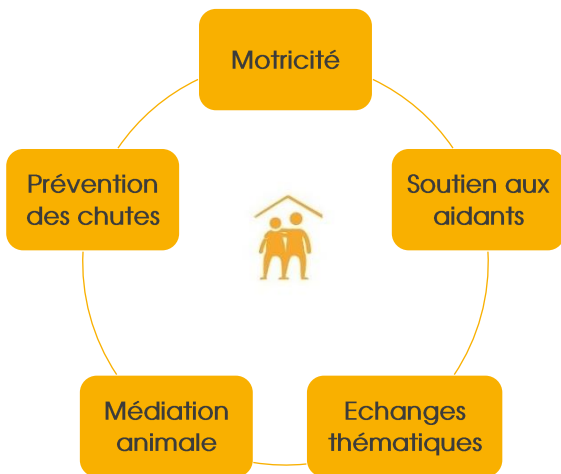 Motricité
Soutien aux
aidants
Echanges
thématiques
Médiation
animale
Prévention
des chutes